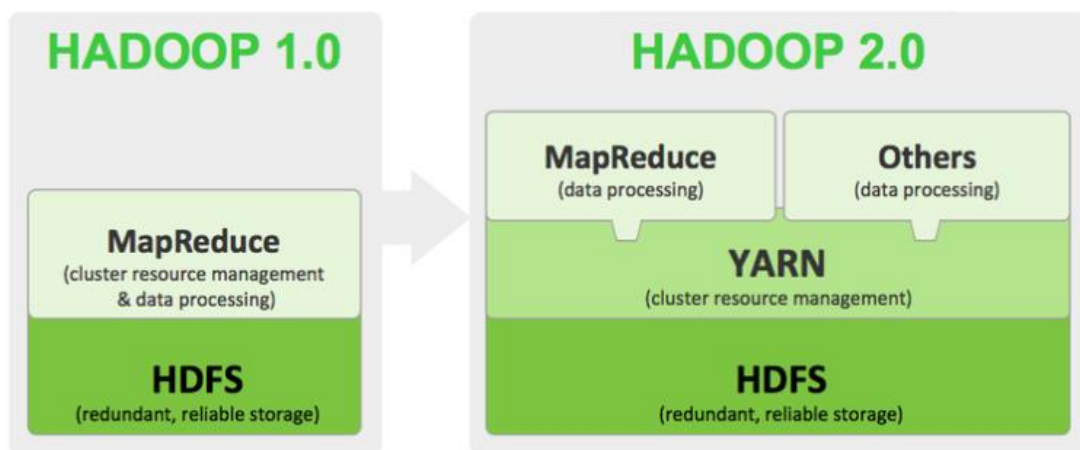 HADOOP 1.0
MapReduce
(cluster resource management
& data processing)
HDFS
(redundant, reliable storage)
HADOOP 2.0
MapReduce
(data processing)
Others
(data processing)
YARN
(cluster resource management)
HDFS
(redundant, reliable storage)